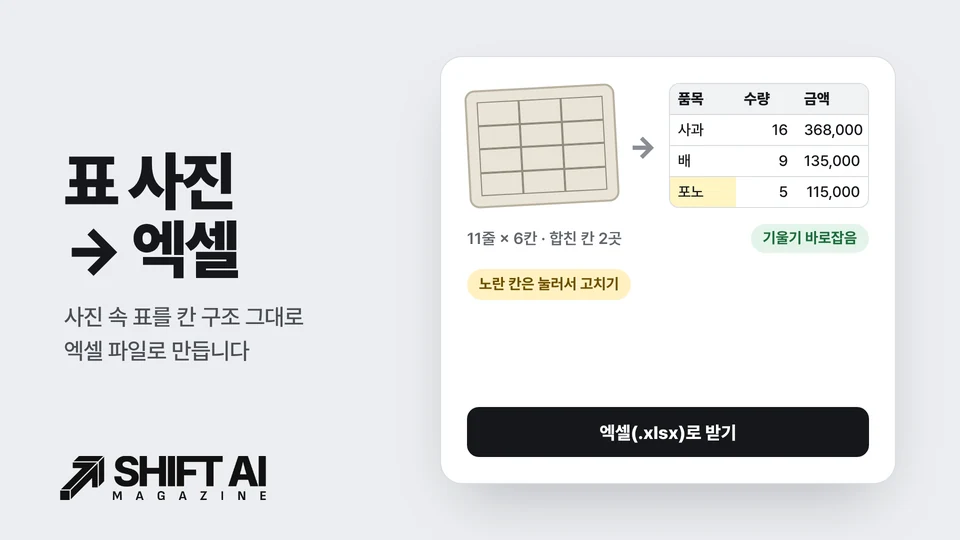 표 사진
→ 엑셀
사진 속 표를 칸 구조 그대로
엑셀 파일로 만듭니다
SHIFT AI
MAGAZINE
→
품목 수량 금액
사과 16 368,000
배 9 135,000
포노 5 115,000
11줄 × 6칸 · 합친 칸 2곳
기울기 바로잡음
노란 칸은 눌러서 고치기
엑셀(.xlsx)로 받기